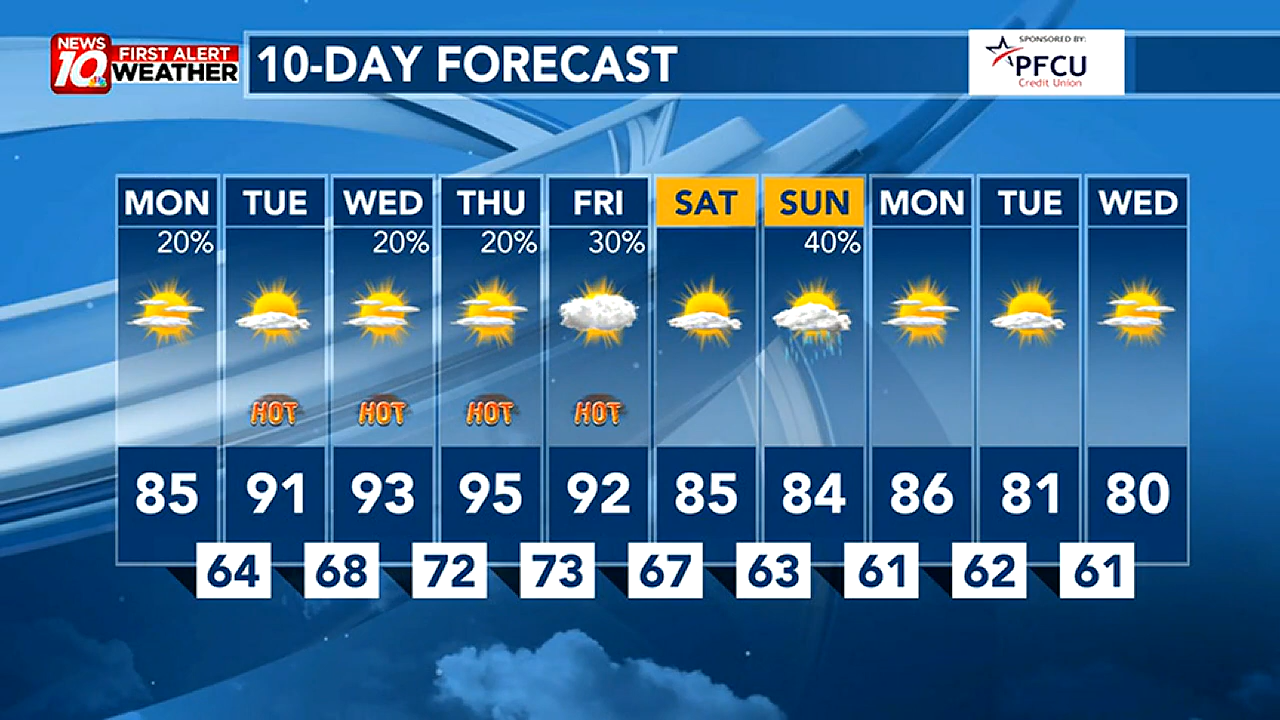 NEWS
10
FIRST ALERT
WEATHER
10-DAY FORECAST
SPONSORED BY:
PFCU
Credit Union
MON TUE WED THU FRI SAT SUN MON TUE WED
20% 20% 20% 30% 40%
HOT HOT HOT HOT
85 91 93 95 92 85 84 86 81 80
64 68 72 73 67 63 61 62 61